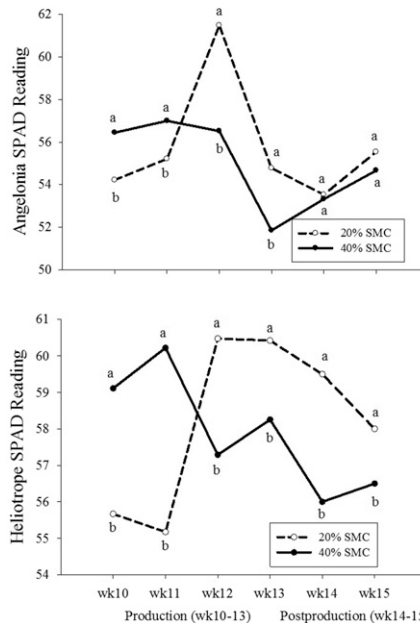 62
60
58
56
54
52
50
Angelonia SPAD Reading
a
a a a
a a
b b b a
b a
20% SMC
40% SMC
61
60
59
58
57
56
55
54
Heliotrope SPAD Reading
a a a a
a a
a
b b b b
b b
20% SMC
40% SMC
wk10 wk11 wk12 wk13 wk14 wk15
Production (wk10-13) Postproduction (wk14-1